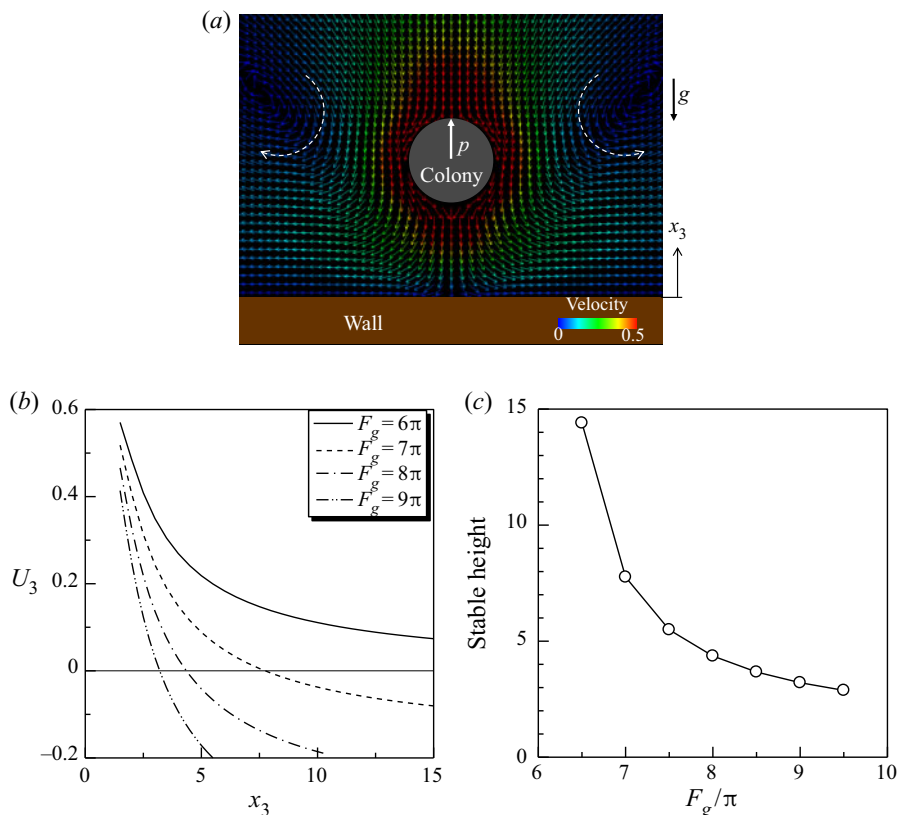 (a)
g
p
Colony
x3
Velocity
Wall
0 0.5
(b)
0.6
0.4
0.2
0
–0.2
U3
Fg = 6π
Fg = 7π
Fg = 8π
Fg = 9π
0 5 10 15
x3
(c)
15
10
5
0
Stable height
6 7 8 9 10
Fg/π